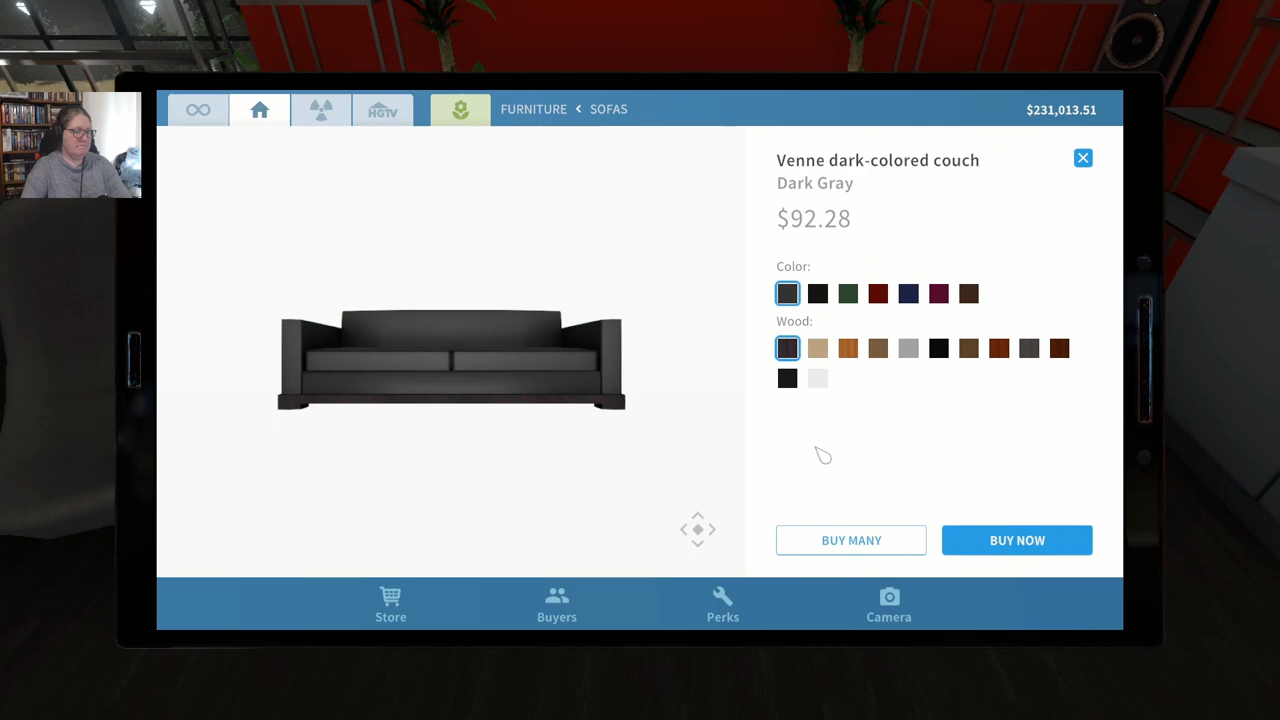 HGTV
FURNITURE < SOFAS
$231,013.51
Venne dark-colored couch
Dark Gray
$92.28
Color:
Wood:
BUY MANY
BUY NOW
Store
Buyers
Perks
Camera